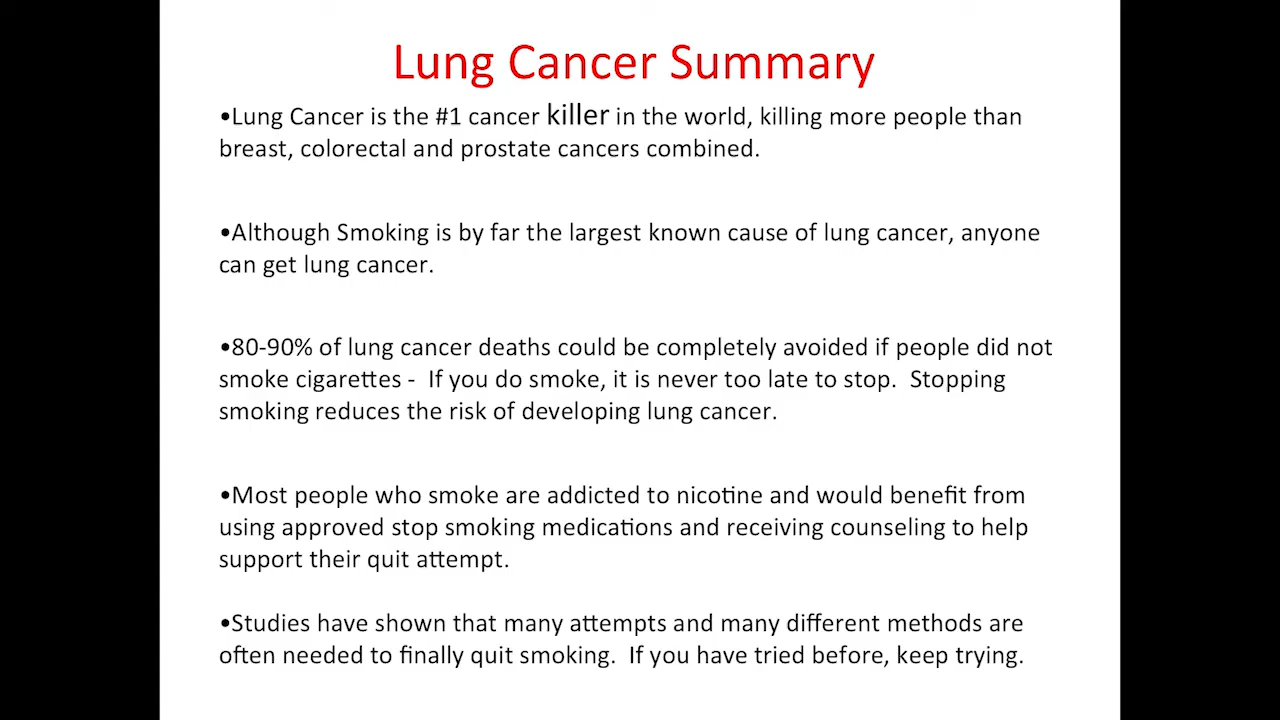 Lung Cancer Summary
•Lung Cancer is the #1 cancer killer in the world, killing more people than
breast, colorectal and prostate cancers combined.
•Although Smoking is by far the largest known cause of lung cancer, anyone
can get lung cancer.
•80-90% of lung cancer deaths could be completely avoided if people did not
smoke cigarettes -  If you do smoke, it is never too late to stop.  Stopping
smoking reduces the risk of developing lung cancer.
•Most people who smoke are addicted to nicotine and would benefit from
using approved stop smoking medications and receiving counseling to help
support their quit attempt.
•Studies have shown that many attempts and many different methods are
often needed to finally quit smoking.  If you have tried before, keep trying.